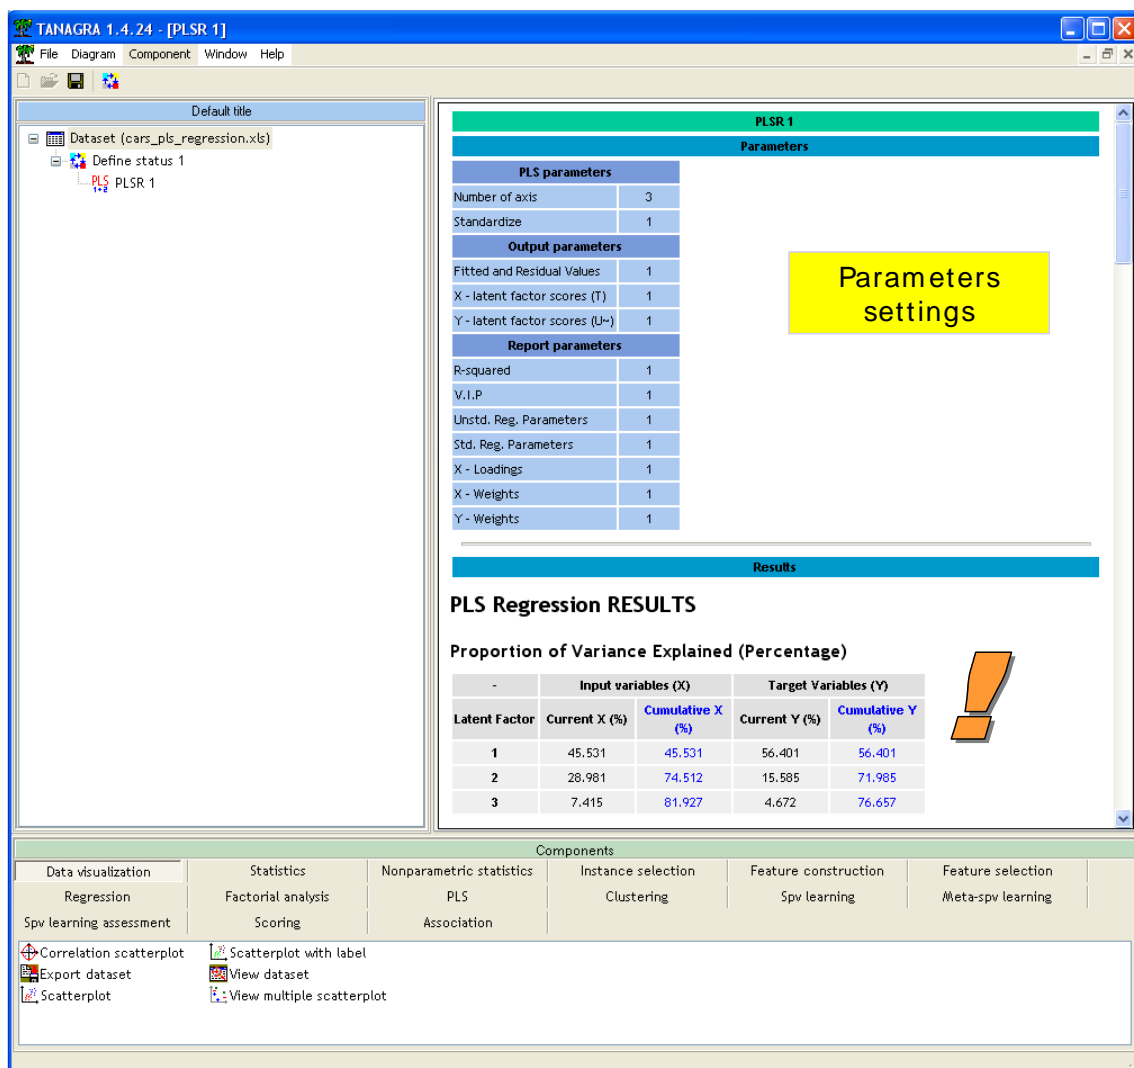 TANAGRA 1.4.24 - [PLSR 1]
File Diagram Component Window Help
Default title
Dataset (cars_pls_regression.xls)
Define status 1
PLS 1+2 PLSR 1
PLSR 1
Parameters
PLS parameters
Number of axis 3
Standardize 1
Output parameters
Fitted and Residual Values 1
X - latent factor scores (T) 1
Y - latent factor scores (U~) 1
Report parameters
R-squared 1
V.I.P 1
Unstd. Reg. Parameters 1
Std. Reg. Parameters 1
X - Loadings 1
X - Weights 1
Y - Weights 1
Parameters
settings
Results
PLS Regression RESULTS
Proportion of Variance Explained (Percentage)
- Input variables (X) Target Variables (Y)
Latent Factor Current X (%) Cumulative X (%) Current Y (%) Cumulative Y (%)
1 45.531 45.531 56.401 56.401
2 28.981 74.512 15.585 71.985
3 7.415 81.927 4.672 76.657
!
Components
Data visualization Statistics Nonparametric statistics Instance selection Feature construction Feature selection
Regression Factorial analysis PLS Clustering Spv learning Meta-spv learning
Spv learning assessment Scoring Association
Correlation scatterplot Scatterplot with label
Export dataset View dataset
Scatterplot View multiple scatterplot